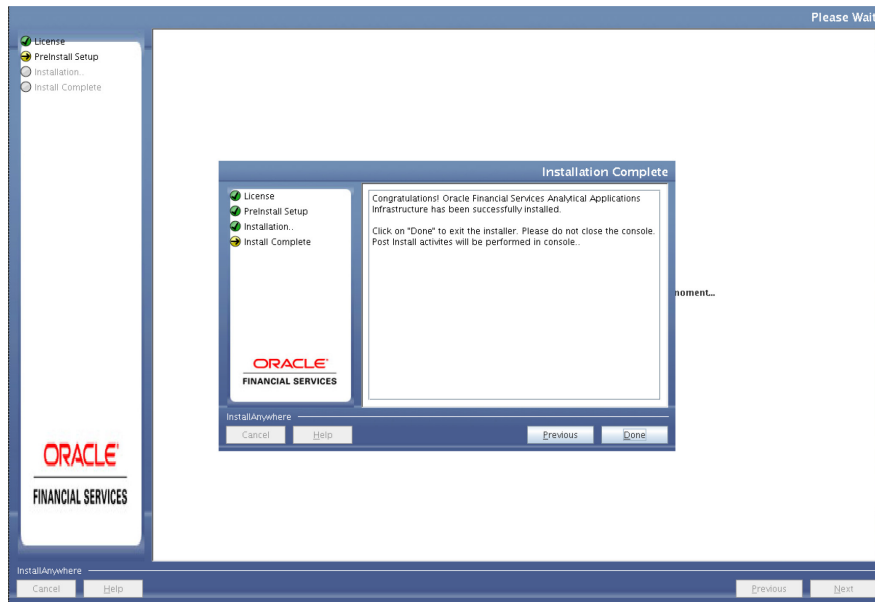 Please Wait
License
PreInstall Setup
Installation..
Install Complete
Installation Complete
License
PreInstall Setup
Installation..
Install Complete
Congratulations! Oracle Financial Services Analytical Applications
Infrastructure has been successfully installed.
Click on "Done" to exit the installer. Please do not close the console.
Post Install activites will be performed in console..
moment...
ORACLE
FINANCIAL SERVICES
InstallAnywhere
Cancel Help Previous Done
ORACLE
FINANCIAL SERVICES
InstallAnywhere
Cancel Help Previous Next